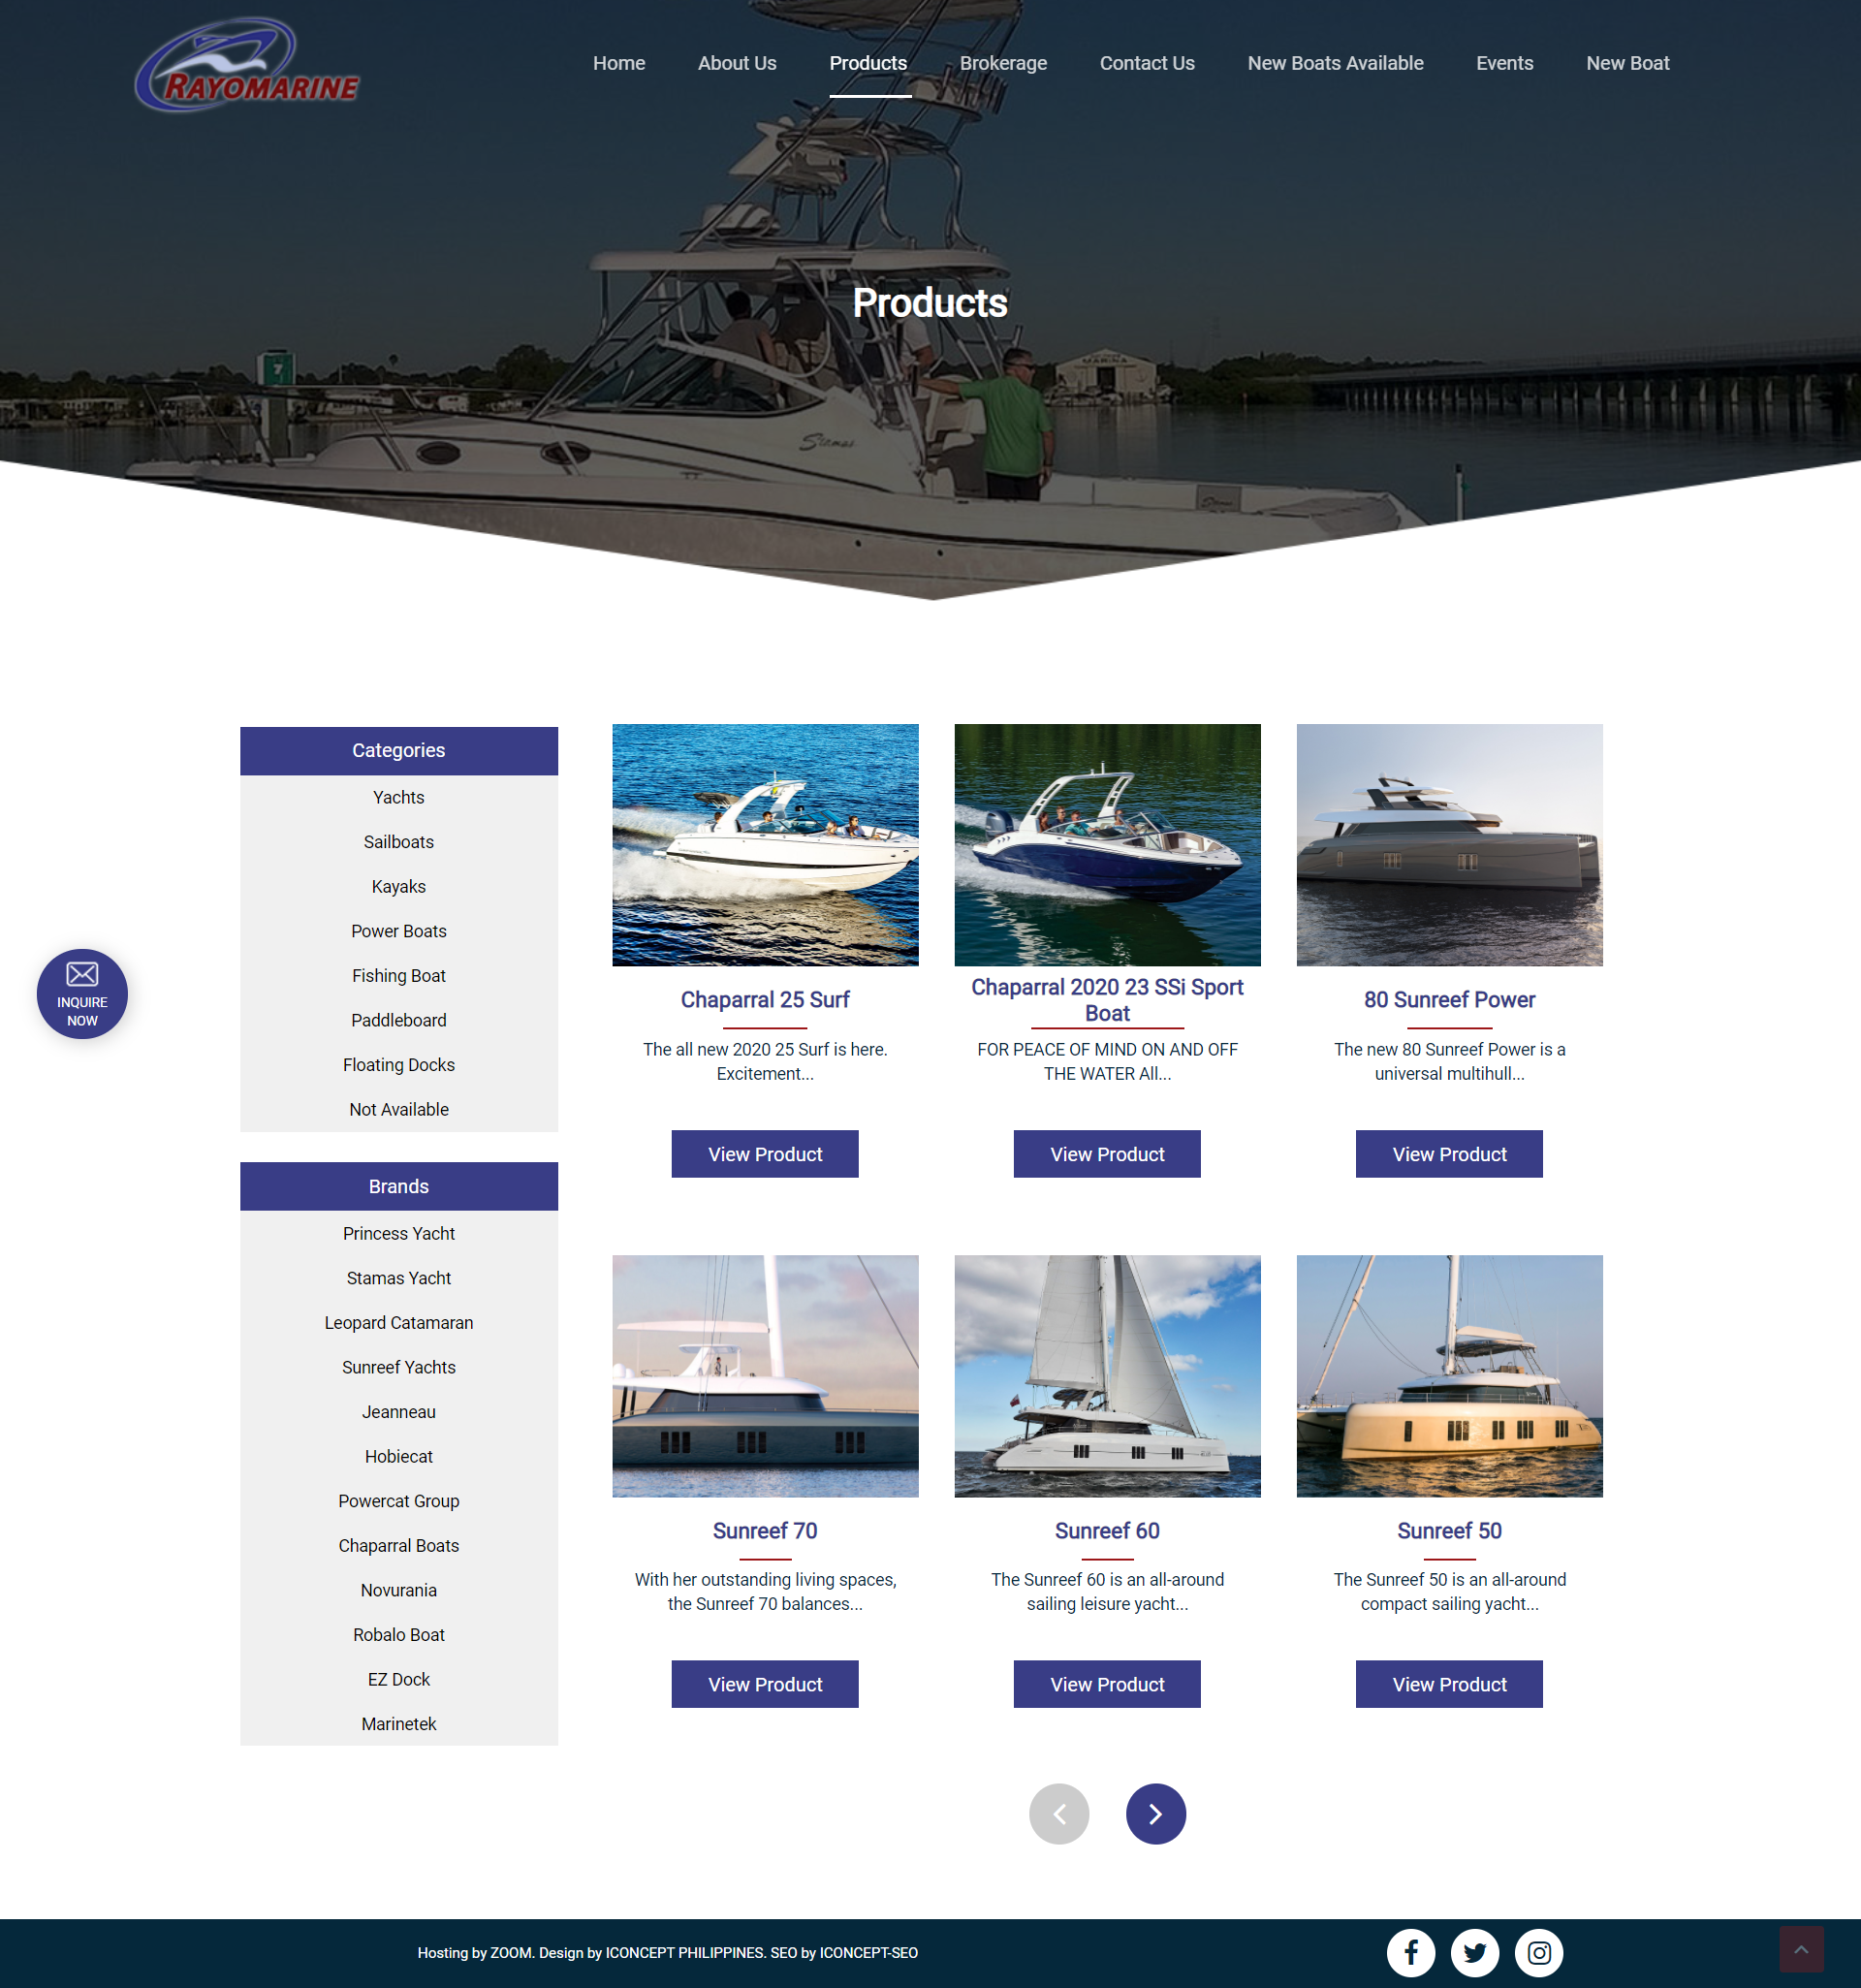 RAYOMARINE
Home
About Us
Products
Brokerage
Contact Us
New Boats Available
Events
New Boat
Products
7
MARINA
Stamas
Stamas
Categories
Yachts
Sailboats
Kayaks
Power Boats
Fishing Boat
Paddleboard
Floating Docks
Not Available
INQUIRE
NOW
Brands
Princess Yacht
Stamas Yacht
Leopard Catamaran
Sunreef Yachts
Jeanneau
Hobiecat
Powercat Group
Chaparral Boats
Novurania
Robalo Boat
EZ Dock
Marinetek
Chaparral 25 Surf
The all new 2020 25 Surf is here.
Excitement...
View Product
Chaparral 2020 23 SSi Sport
Boat
FOR PEACE OF MIND ON AND OFF
THE WATER All...
View Product
80 Sunreef Power
The new 80 Sunreef Power is a
universal multihull...
View Product
Sunreef 70
With her outstanding living spaces,
the Sunreef 70 balances...
View Product
Sunreef 60
The Sunreef 60 is an all-around
sailing leisure yacht...
View Product
Sunreef 50
The Sunreef 50 is an all-around
compact sailing yacht...
View Product
Hosting by ZOOM. Design by ICONCEPT PHILIPPINES. SEO by ICONCEPT-SEO